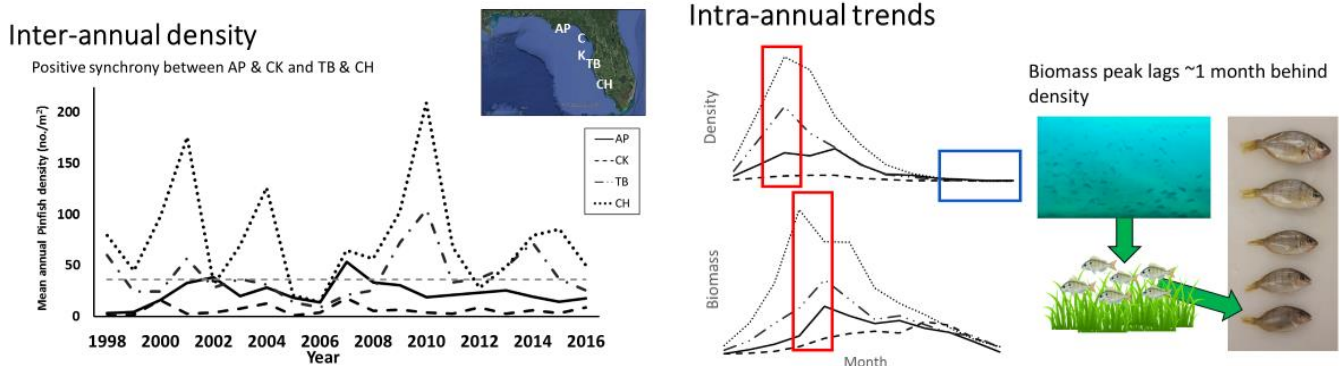 Inter-annual density
Positive synchrony between AP & CK and TB & CH
AP
C
K
TB
CH
Mean annual Pinfish density (no./m²)
200
150
100
50
0
1998 2000 2002 2004 2006 2008 2010 2012 2014 2016
Year
AP
CK
TB
CH
Intra-annual trends
Density
Biomass
Month
Biomass peak lags ~1 month behind
density